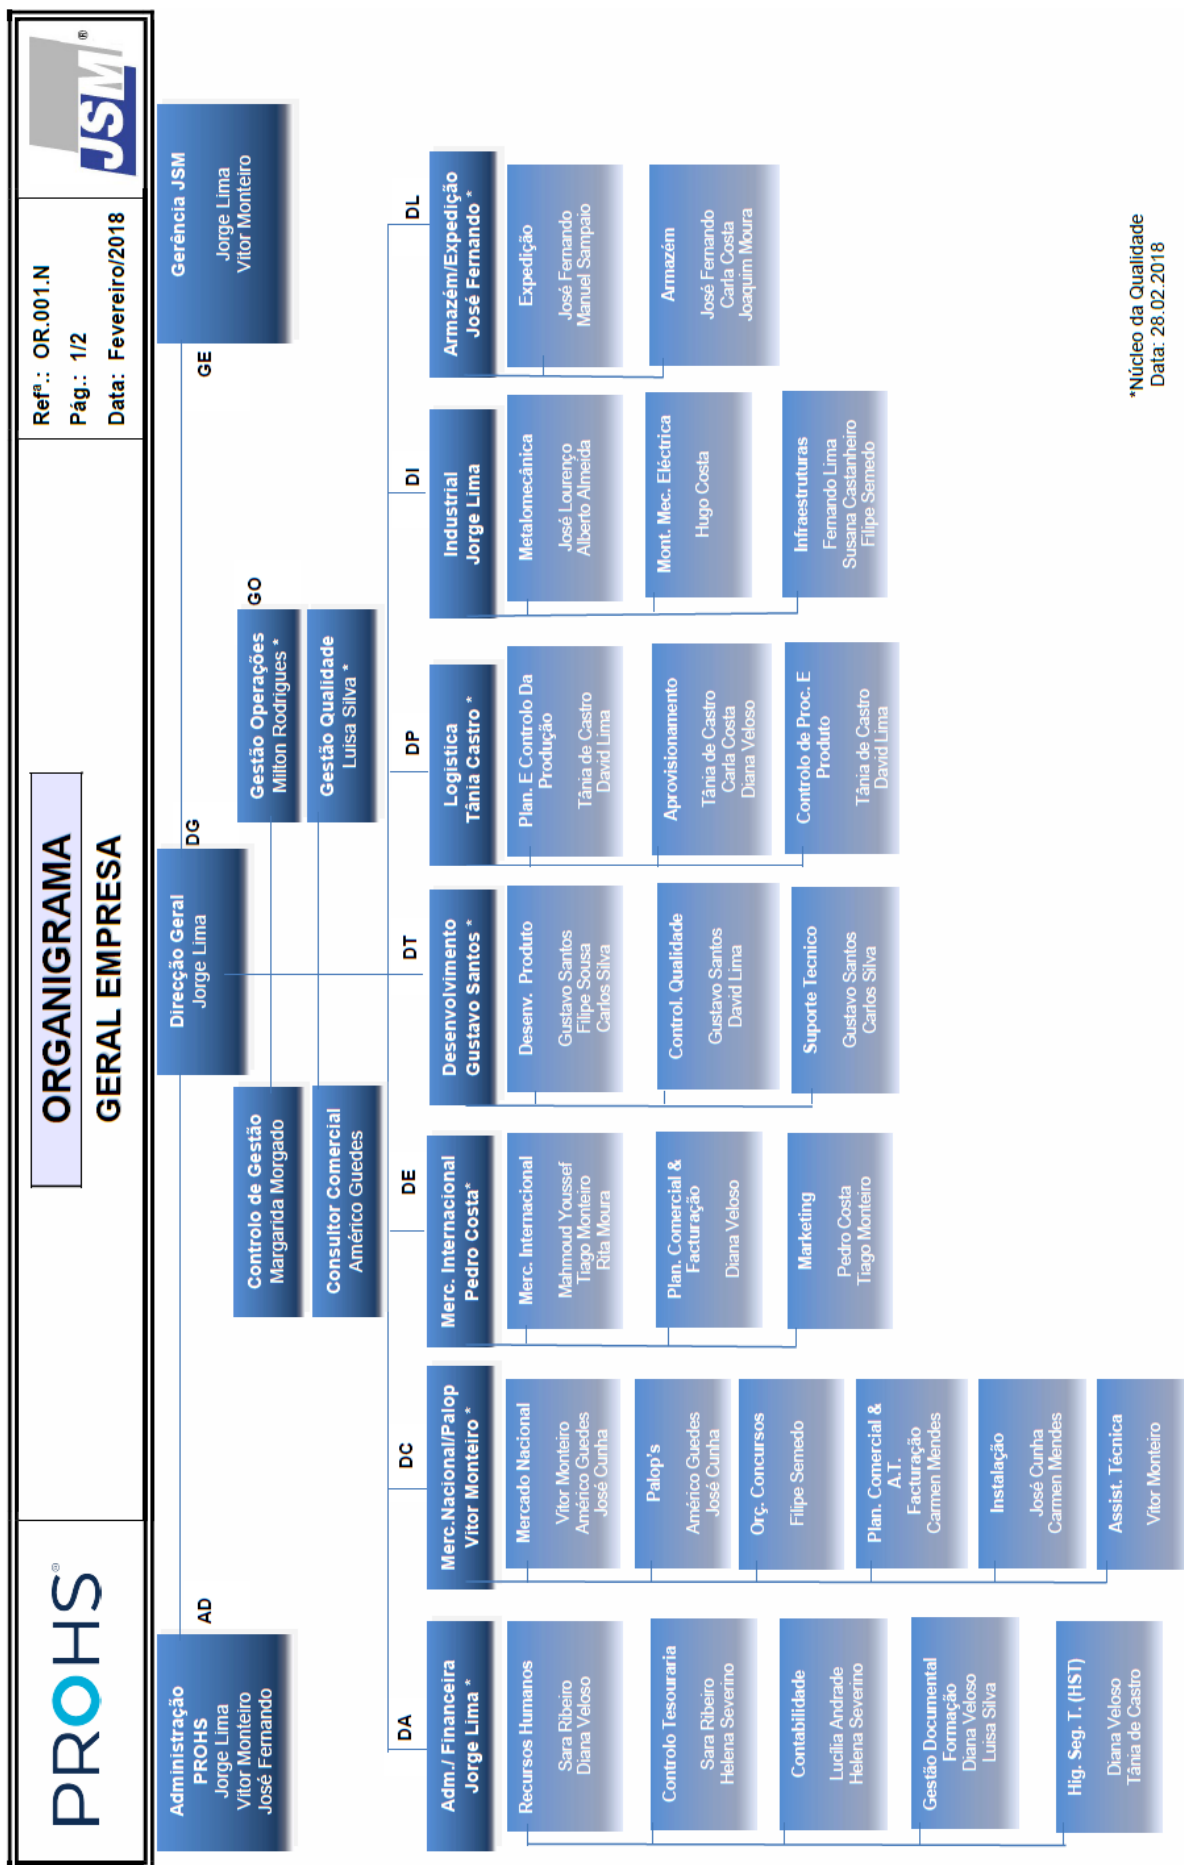 PROHS®
ORGANIGRAMA
GERAL EMPRESA
Refª.: OR.001.N
Pág.: 1/2
Data: Fevereiro/2018
JSM®
Administração
PROHS
Jorge Lima
Vitor Monteiro
José Fernando
AD
Direcção Geral
Jorge Lima
DG
Gerência JSM
Jorge Lima
Vitor Monteiro
GE
Controlo de Gestão
Margarida Morgado
Gestão Operações
Milton Rodrigues *
GO
Consultor Comercial
Américo Guedes
Gestão Qualidade
Luisa Silva *
DA
DC
DE
DT
DP
DI
DL
Adm./ Financeira
Jorge Lima *
Recursos Humanos
Sara Ribeiro
Diana Veloso
Controlo Tesouraria
Sara Ribeiro
Helena Severino
Contabilidade
Lucília Andrade
Helena Severino
Gestão Documental
Formação
Diana Veloso
Luisa Silva
Hig. Seg. T. (HST)
Diana Veloso
Tânia de Castro
Merc.Nacional/Palop
Vitor Monteiro *
Mercado Nacional
Vitor Monteiro
Américo Guedes
José Cunha
Palop's
Américo Guedes
José Cunha
Orç. Concursos
Filipe Semedo
Plan. Comercial &
A.T.
Facturação
Carmen Mendes
Instalação
José Cunha
Carmen Mendes
Assist. Técnica
Vitor Monteiro
Merc. Internacional
Pedro Costa*
Merc. Internacional
Mahmoud Youssef
Tiago Monteiro
Rita Moura
Plan. Comercial &
Facturação
Diana Veloso
Marketing
Pedro Costa
Tiago Monteiro
Desenvolvimento
Gustavo Santos *
Desenv. Produto
Gustavo Santos
Filipe Sousa
Carlos Silva
Control. Qualidade
Gustavo Santos
David Lima
Suporte Tecnico
Gustavo Santos
Carlos Silva
Logistica
Tânia Castro *
Plan. E Controlo Da
Produção
Tânia de Castro
David Lima
Aprovisionamento
Tânia de Castro
Carla Costa
Diana Veloso
Controlo de Proc. E
Produto
Tânia de Castro
David Lima
Industrial
Jorge Lima
Metalomecânica
José Lourenço
Alberto Almeida
Mont. Mec. Eléctrica
Hugo Costa
Infraestruturas
Fernando Lima
Susana Castanheiro
Filipe Semedo
Armazém/Expedição
José Fernando *
Expedição
José Fernando
Manuel Sampaio
Armazém
José Fernando
Carla Costa
Joaquim Moura
*Núcleo da Qualidade
Data: 28.02.2018